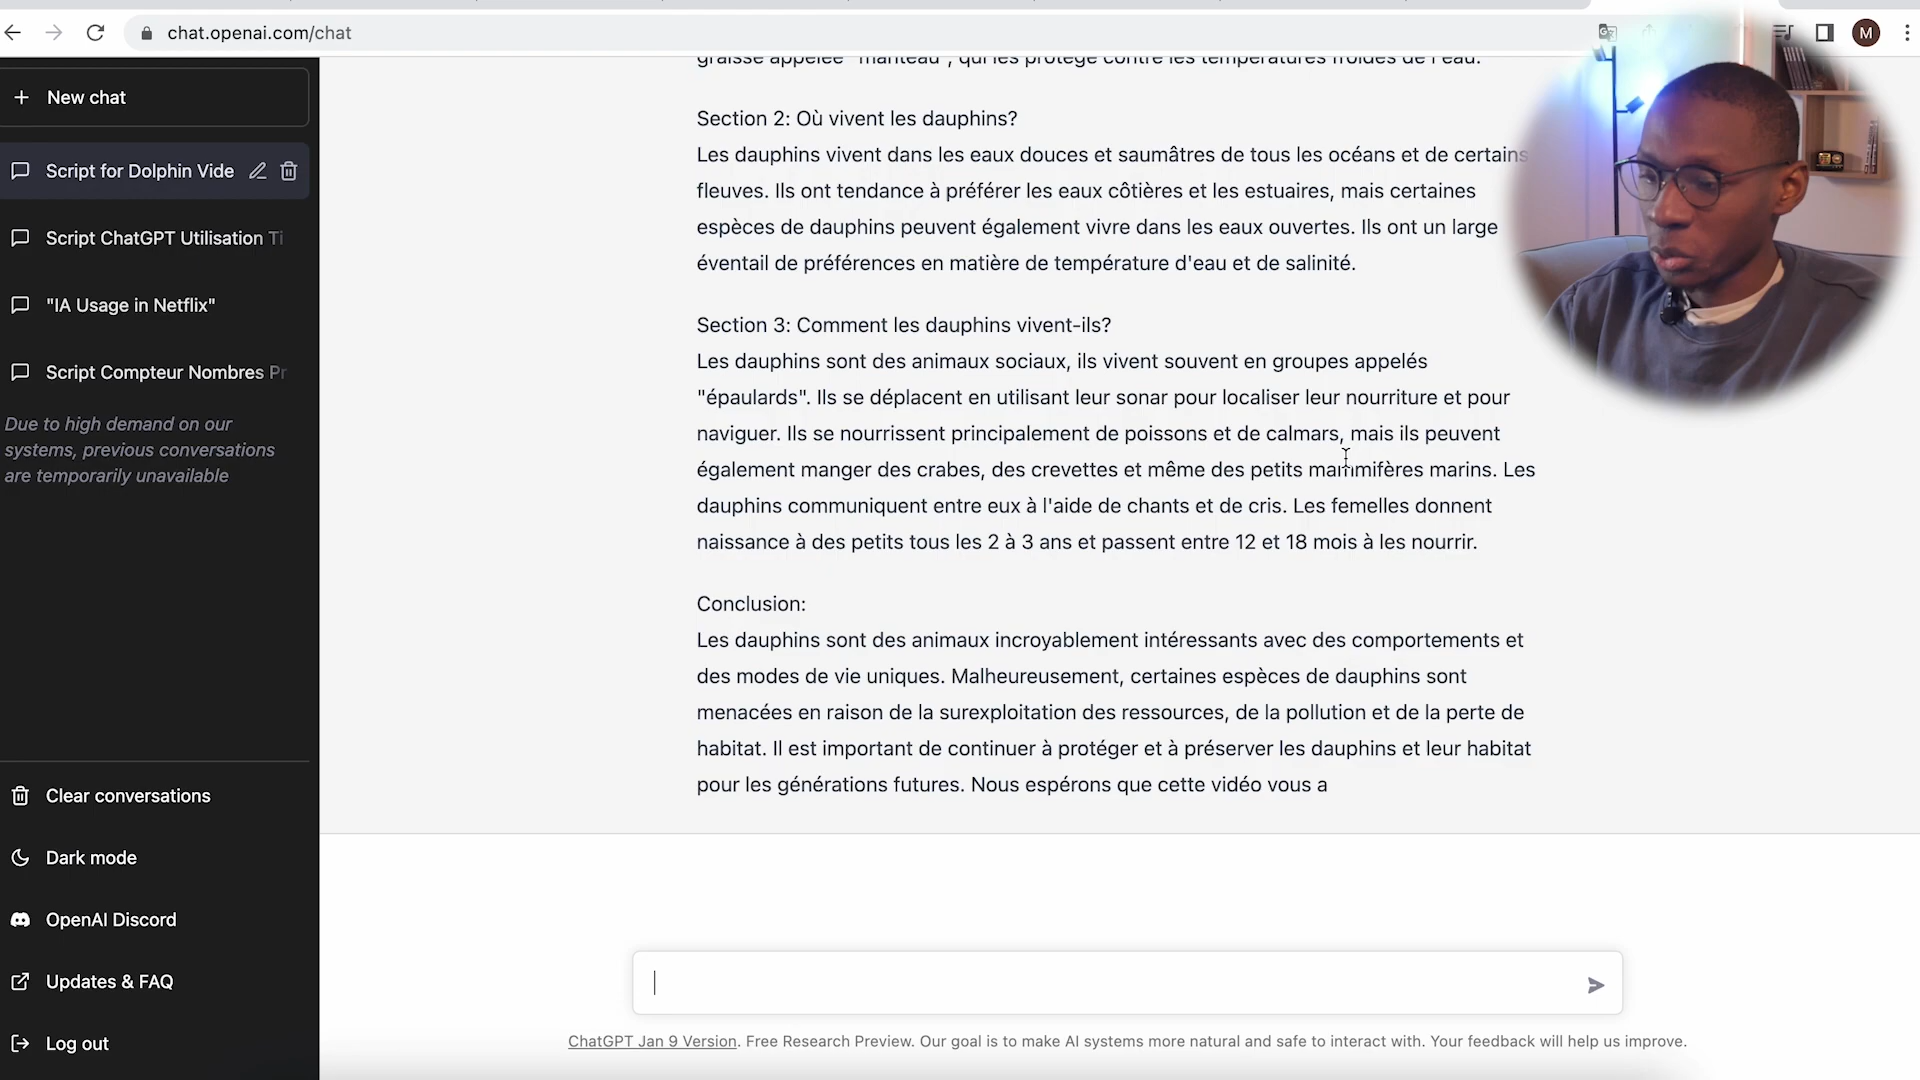 chat.openai.com/chat
M
New chat
Script for Dolphin Vide
Script ChatGPT Utilisation Ti
"IA Usage in Netflix"
Script Compteur Nombres Pr
Due to high demand on our
systems, previous conversations
are temporarily unavailable
Clear conversations
Dark mode
OpenAI Discord
Updates & FAQ
Log out
graisse appelée "manteau", qui les protège contre les températures froides de l'eau.
Section 2: Où vivent les dauphins?
Les dauphins vivent dans les eaux douces et saumâtres de tous les océans et de certains
fleuves. Ils ont tendance à préférer les eaux côtières et les estuaires, mais certaines
espèces de dauphins peuvent également vivre dans les eaux ouvertes. Ils ont un large
éventail de préférences en matière de température d'eau et de salinité.
Section 3: Comment les dauphins vivent-ils?
Les dauphins sont des animaux sociaux, ils vivent souvent en groupes appelés
"épaulards". Ils se déplacent en utilisant leur sonar pour localiser leur nourriture et pour
naviguer. Ils se nourrissent principalement de poissons et de calmars, mais ils peuvent
également manger des crabes, des crevettes et même des petits mammifères marins. Les
dauphins communiquent entre eux à l'aide de chants et de cris. Les femelles donnent
naissance à des petits tous les 2 à 3 ans et passent entre 12 et 18 mois à les nourrir.
Conclusion:
Les dauphins sont des animaux incroyablement intéressants avec des comportements et
des modes de vie uniques. Malheureusement, certaines espèces de dauphins sont
menacées en raison de la surexploitation des ressources, de la pollution et de la perte de
habitat. Il est important de continuer à protéger et à préserver les dauphins et leur habitat
pour les générations futures. Nous espérons que cette vidéo vous a
ChatGPT Jan 9 Version. Free Research Preview. Our goal is to make AI systems more natural and safe to interact with. Your feedback will help us improve.